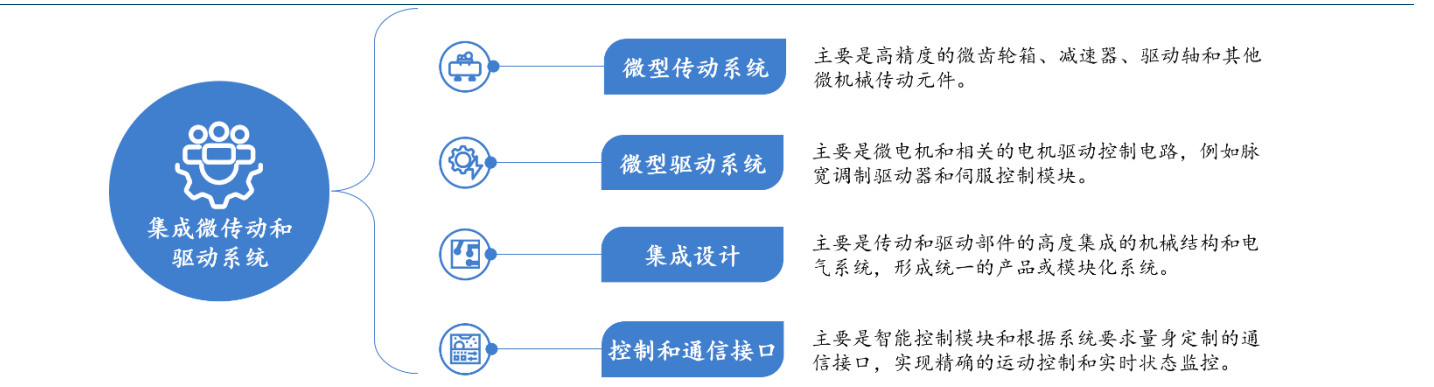 集成微传动和
驱动系统
微型传动系统
主要是高精度的微齿轮箱、减速器、驱动轴和其他
微机械传动元件。
微型驱动系统
主要是微电机和相关的电机驱动控制电路，例如脉
宽调制驱动器和伺服控制模块。
集成设计
主要是传动和驱动部件的高度集成的机械结构和电
气系统，形成统一的产品或模块化系统。
控制和通信接口
主要是智能控制模块和根据系统要求量身定制的通
信接口，实现精确的运动控制和实时状态监控。